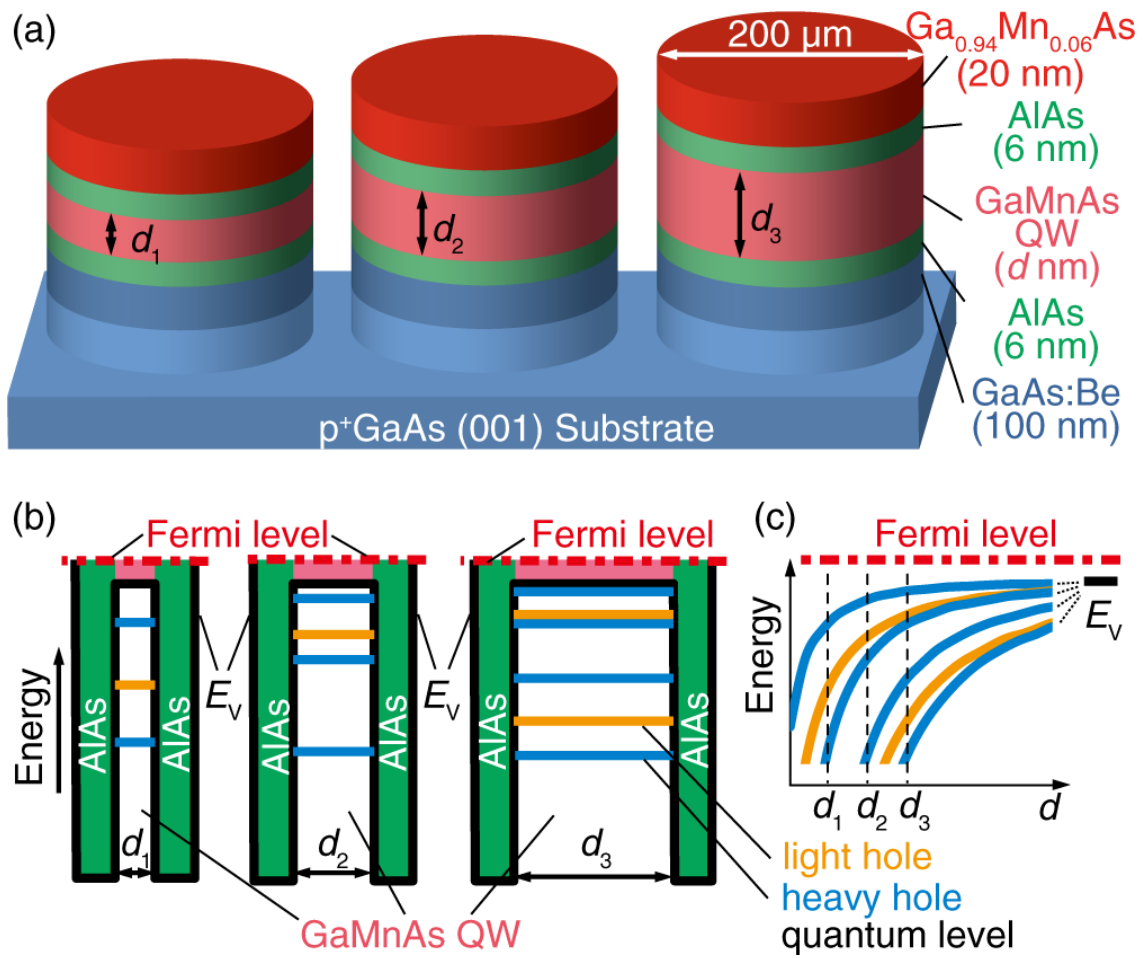 (a)
200 μm
Ga0.94Mn0.06As
(20 nm)
AlAs
(6 nm)
GaMnAs
QW
(d nm)
AlAs
(6 nm)
GaAs:Be
(100 nm)
d1
d2
d3
p+GaAs (001) Substrate
(b)
Fermi level
Fermi level
Energy
AlAs
AlAs
EV
AlAs
AlAs
EV
AlAs
AlAs
d1
d2
d3
GaMnAs QW
(c)
Fermi level
Energy
EV
d1
d2
d3
d
light hole
heavy hole
quantum level